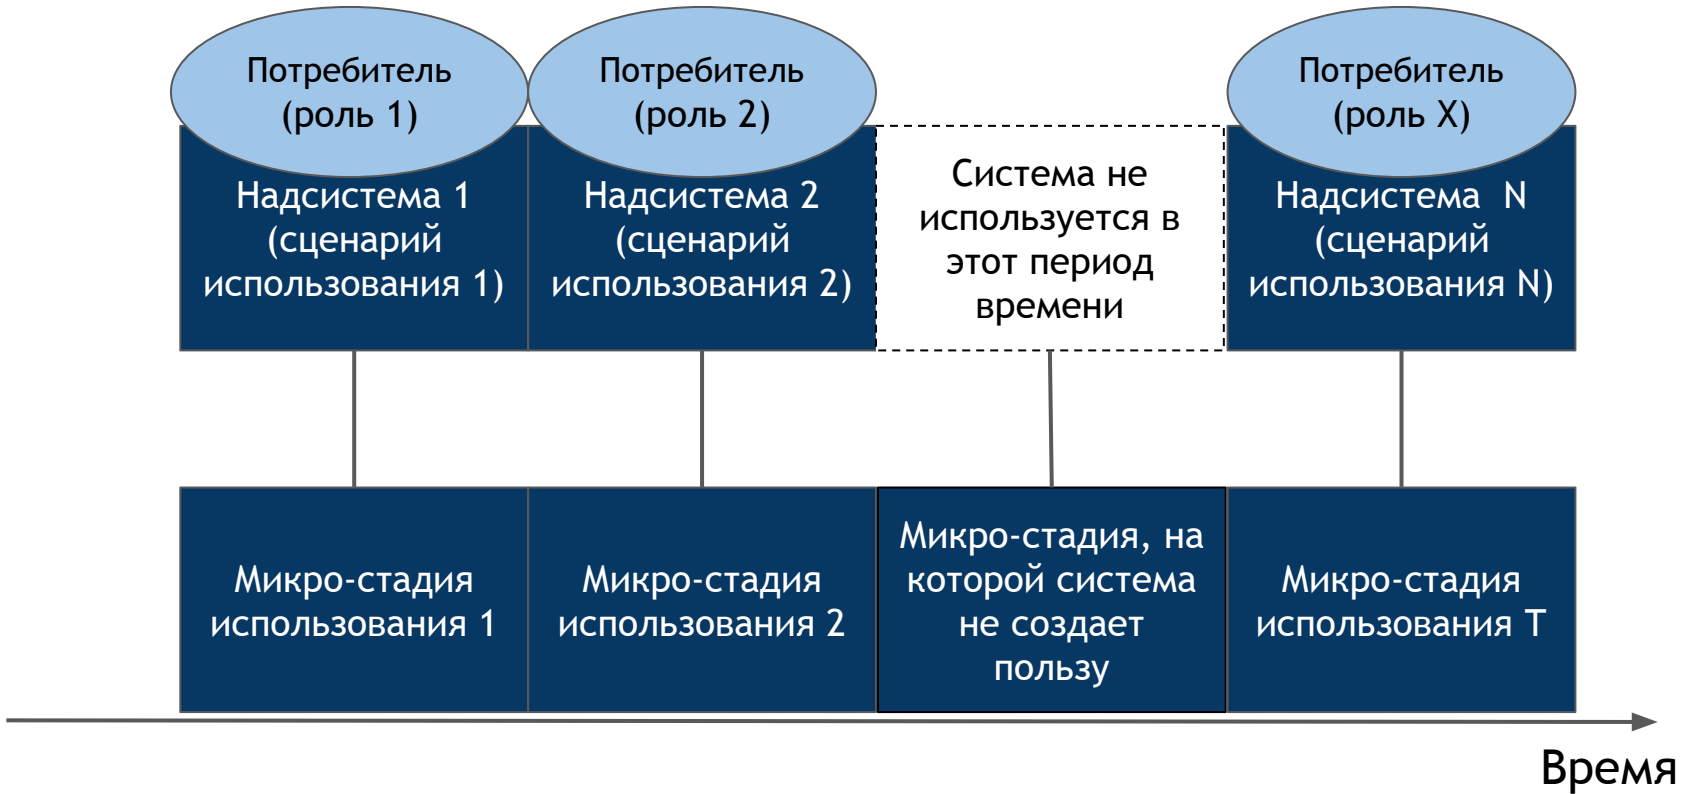 Потребитель
(роль 1)
Потребитель
(роль 2)
Потребитель
(роль X)
Надсистема 1
(сценарий
использования 1)
Надсистема 2
(сценарий
использования 2)
Система не
используется в
этот период
времени
Надсистема N
(сценарий
использования N)
Микро-стадия
использования 1
Микро-стадия
использования 2
Микро-стадия, на
которой система
не создает
пользу
Микро-стадия
использования T
Время